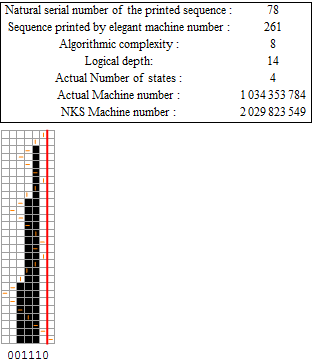 Natural serial number of the printed sequence : 78
Sequence printed by elegant machine number : 261
Algorithmic complexity : 8
Logical depth: 14
Actual Number of states : 4
Actual Machine number : 1 034 353 784
NKS Machine number : 2 029 823 549
001110